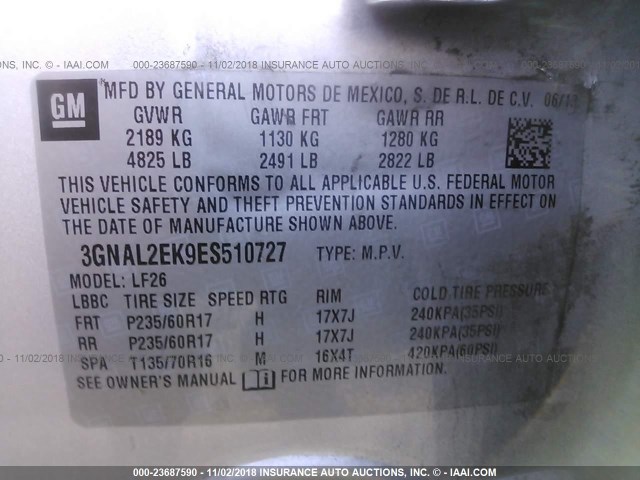 000-23687590 - 11/02/2018 INSURANCE AUTO AUCTIONS, INC. - IAAI.COM
GM
MFD BY GENERAL MOTORS DE MEXICO, S. DE R.L. DE C.V. 06/13
GVWR GAWR FRT GAWR RR
2189 KG 1130 KG 1280 KG
4825 LB 2491 LB 2822 LB
THIS VEHICLE CONFORMS TO ALL APPLICABLE U.S. FEDERAL MOTOR
VEHICLE SAFETY AND THEFT PREVENTION STANDARDS IN EFFECT ON
THE DATE OF MANUFACTURE SHOWN ABOVE.
3GNAL2EK9ES510727 TYPE: M.P.V.
MODEL: LF26
LBBC TIRE SIZE SPEED RTG RIM COLD TIRE PRESSURE
FRT P235/60R17 H 17X7J 240KPA(35PSI)
RR P235/60R17 H 17X7J 240KPA(35PSI)
SPA T135/70R16 M 16X4T 420KPA(60PSI)
SEE OWNER'S MANUAL FOR MORE INFORMATION.
000-23687590 - 11/02/2018 INSURANCE AUTO AUCTIONS, INC. - IAAI.COM